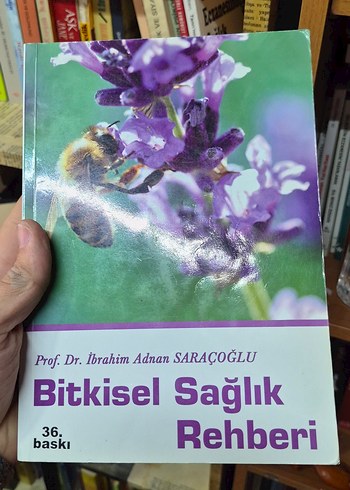 Prof. Dr. İbrahim Adnan SARAÇOĞLU
Bitkisel Sağlık
Rehberi
36.
baskı